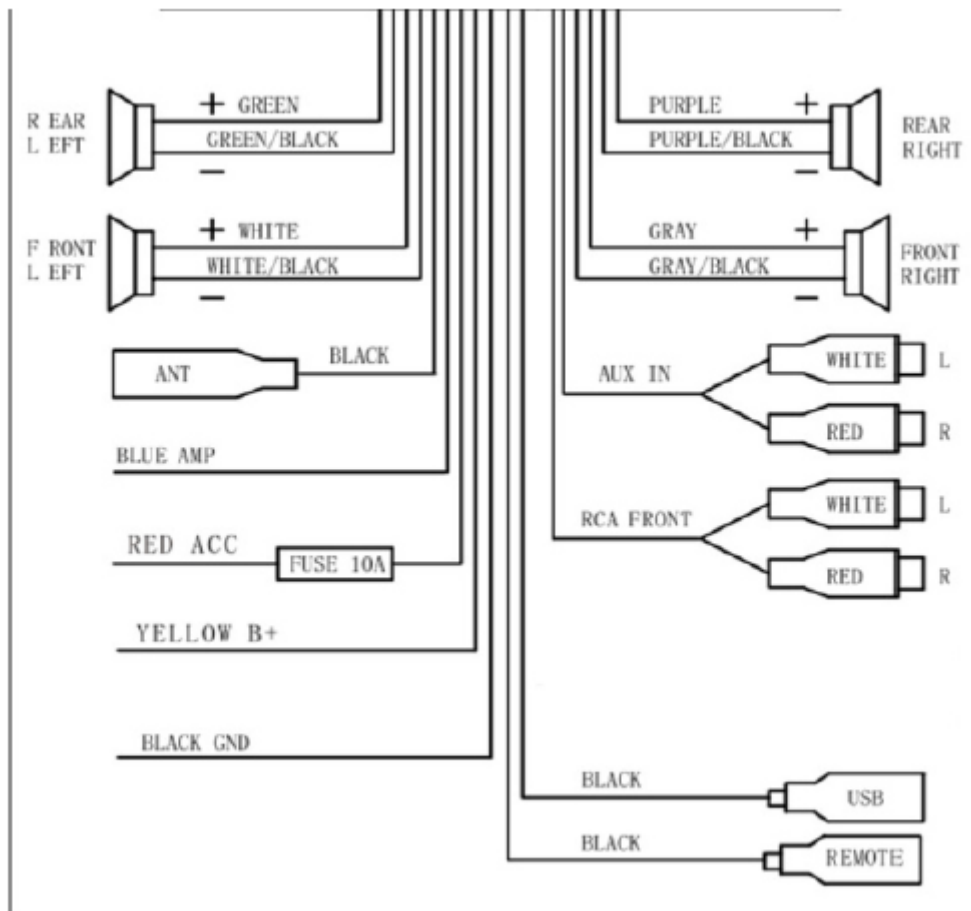 R EAR
L EFT
+ GREEN
GREEN/BLACK
−
PURPLE +
PURPLE/BLACK
−
REAR
RIGHT
F RONT
L EFT
+ WHITE
WHITE/BLACK
−
GRAY +
GRAY/BLACK
−
FRONT
RIGHT
ANT
BLACK
AUX IN
WHITE L
RED R
BLUE AMP
RCA FRONT
WHITE L
RED R
RED ACC
FUSE 10A
YELLOW B+
BLACK GND
BLACK
USB
BLACK
REMOTE